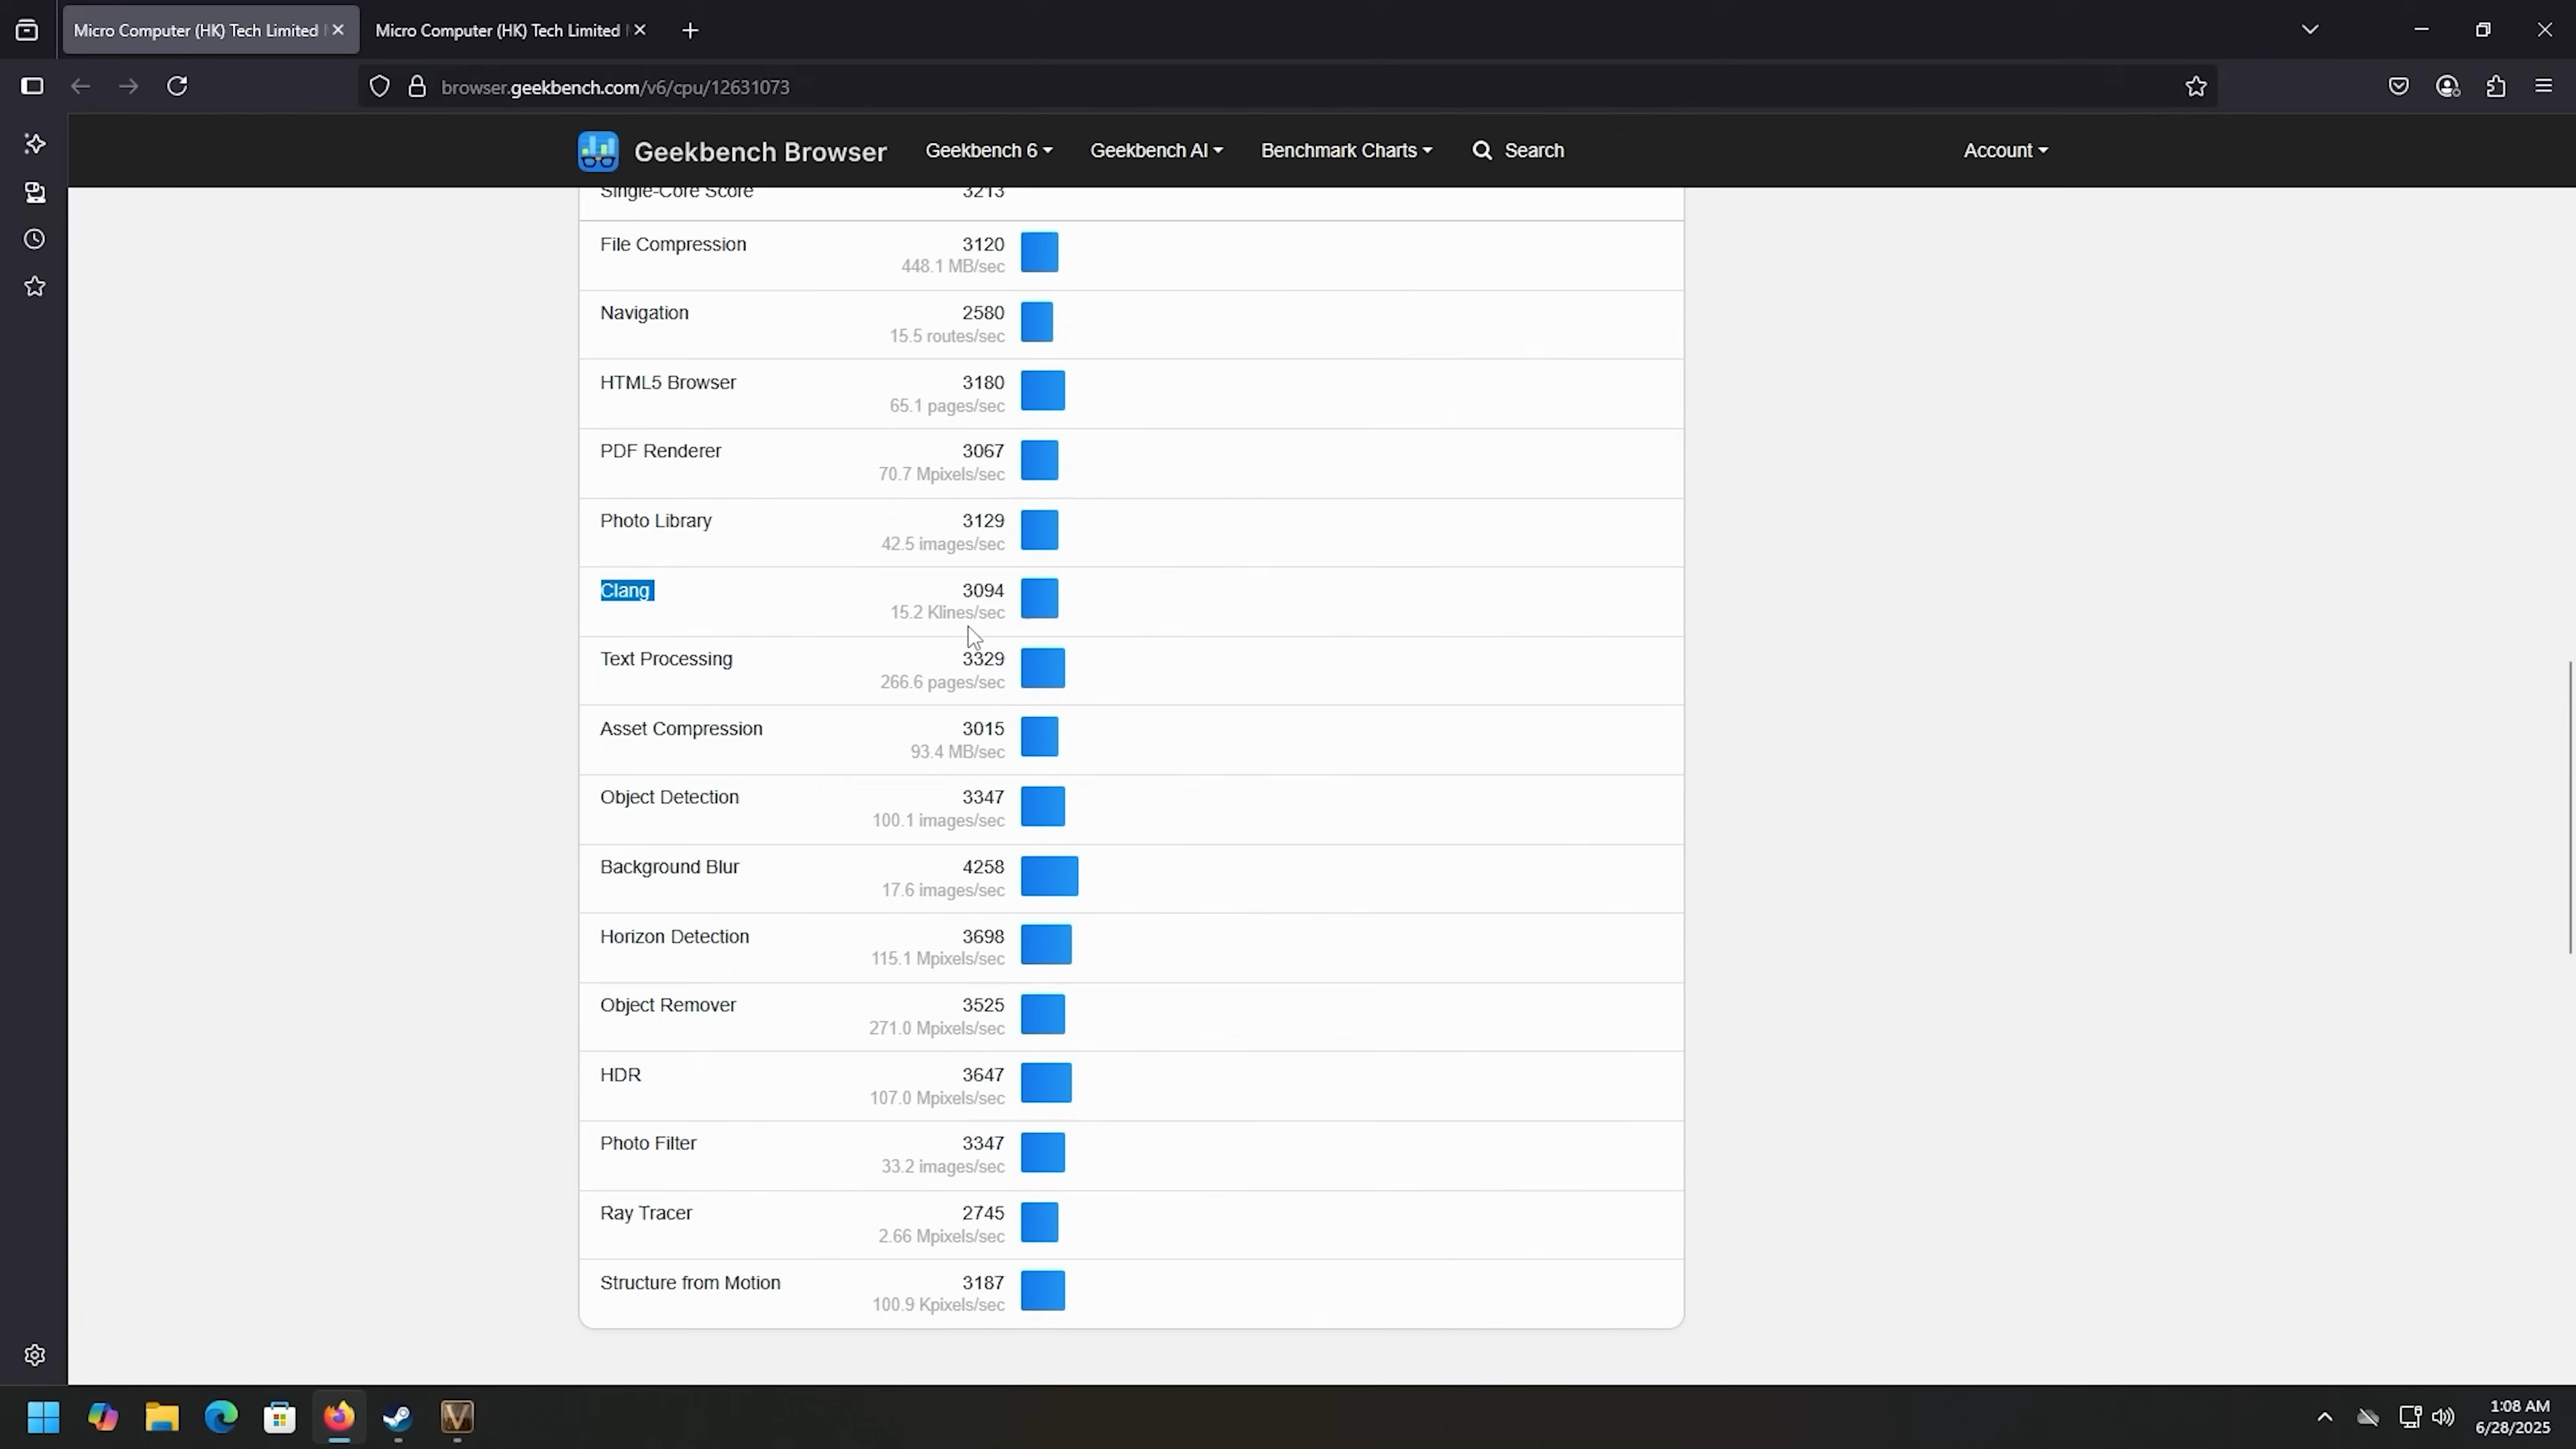 Micro Computer (HK) Tech Limited
Micro Computer (HK) Tech Limited
browser.geekbench.com/v6/cpu/12631073
Geekbench Browser
Geekbench 6
Geekbench AI
Benchmark Charts
Search
Account
Single-Core Score 3213
File Compression 3120
448.1 MB/sec
Navigation 2580
15.5 routes/sec
HTML5 Browser 3180
65.1 pages/sec
PDF Renderer 3067
70.7 Mpixels/sec
Photo Library 3129
42.5 images/sec
Clang 3094
15.2 Klines/sec
Text Processing 3329
266.6 pages/sec
Asset Compression 3015
93.4 MB/sec
Object Detection 3347
100.1 images/sec
Background Blur 4258
17.6 images/sec
Horizon Detection 3698
115.1 Mpixels/sec
Object Remover 3525
271.0 Mpixels/sec
HDR 3647
107.0 Mpixels/sec
Photo Filter 3347
33.2 images/sec
Ray Tracer 2745
2.66 Mpixels/sec
Structure from Motion 3187
100.9 Kpixels/sec
1:08 AM
6/28/2025